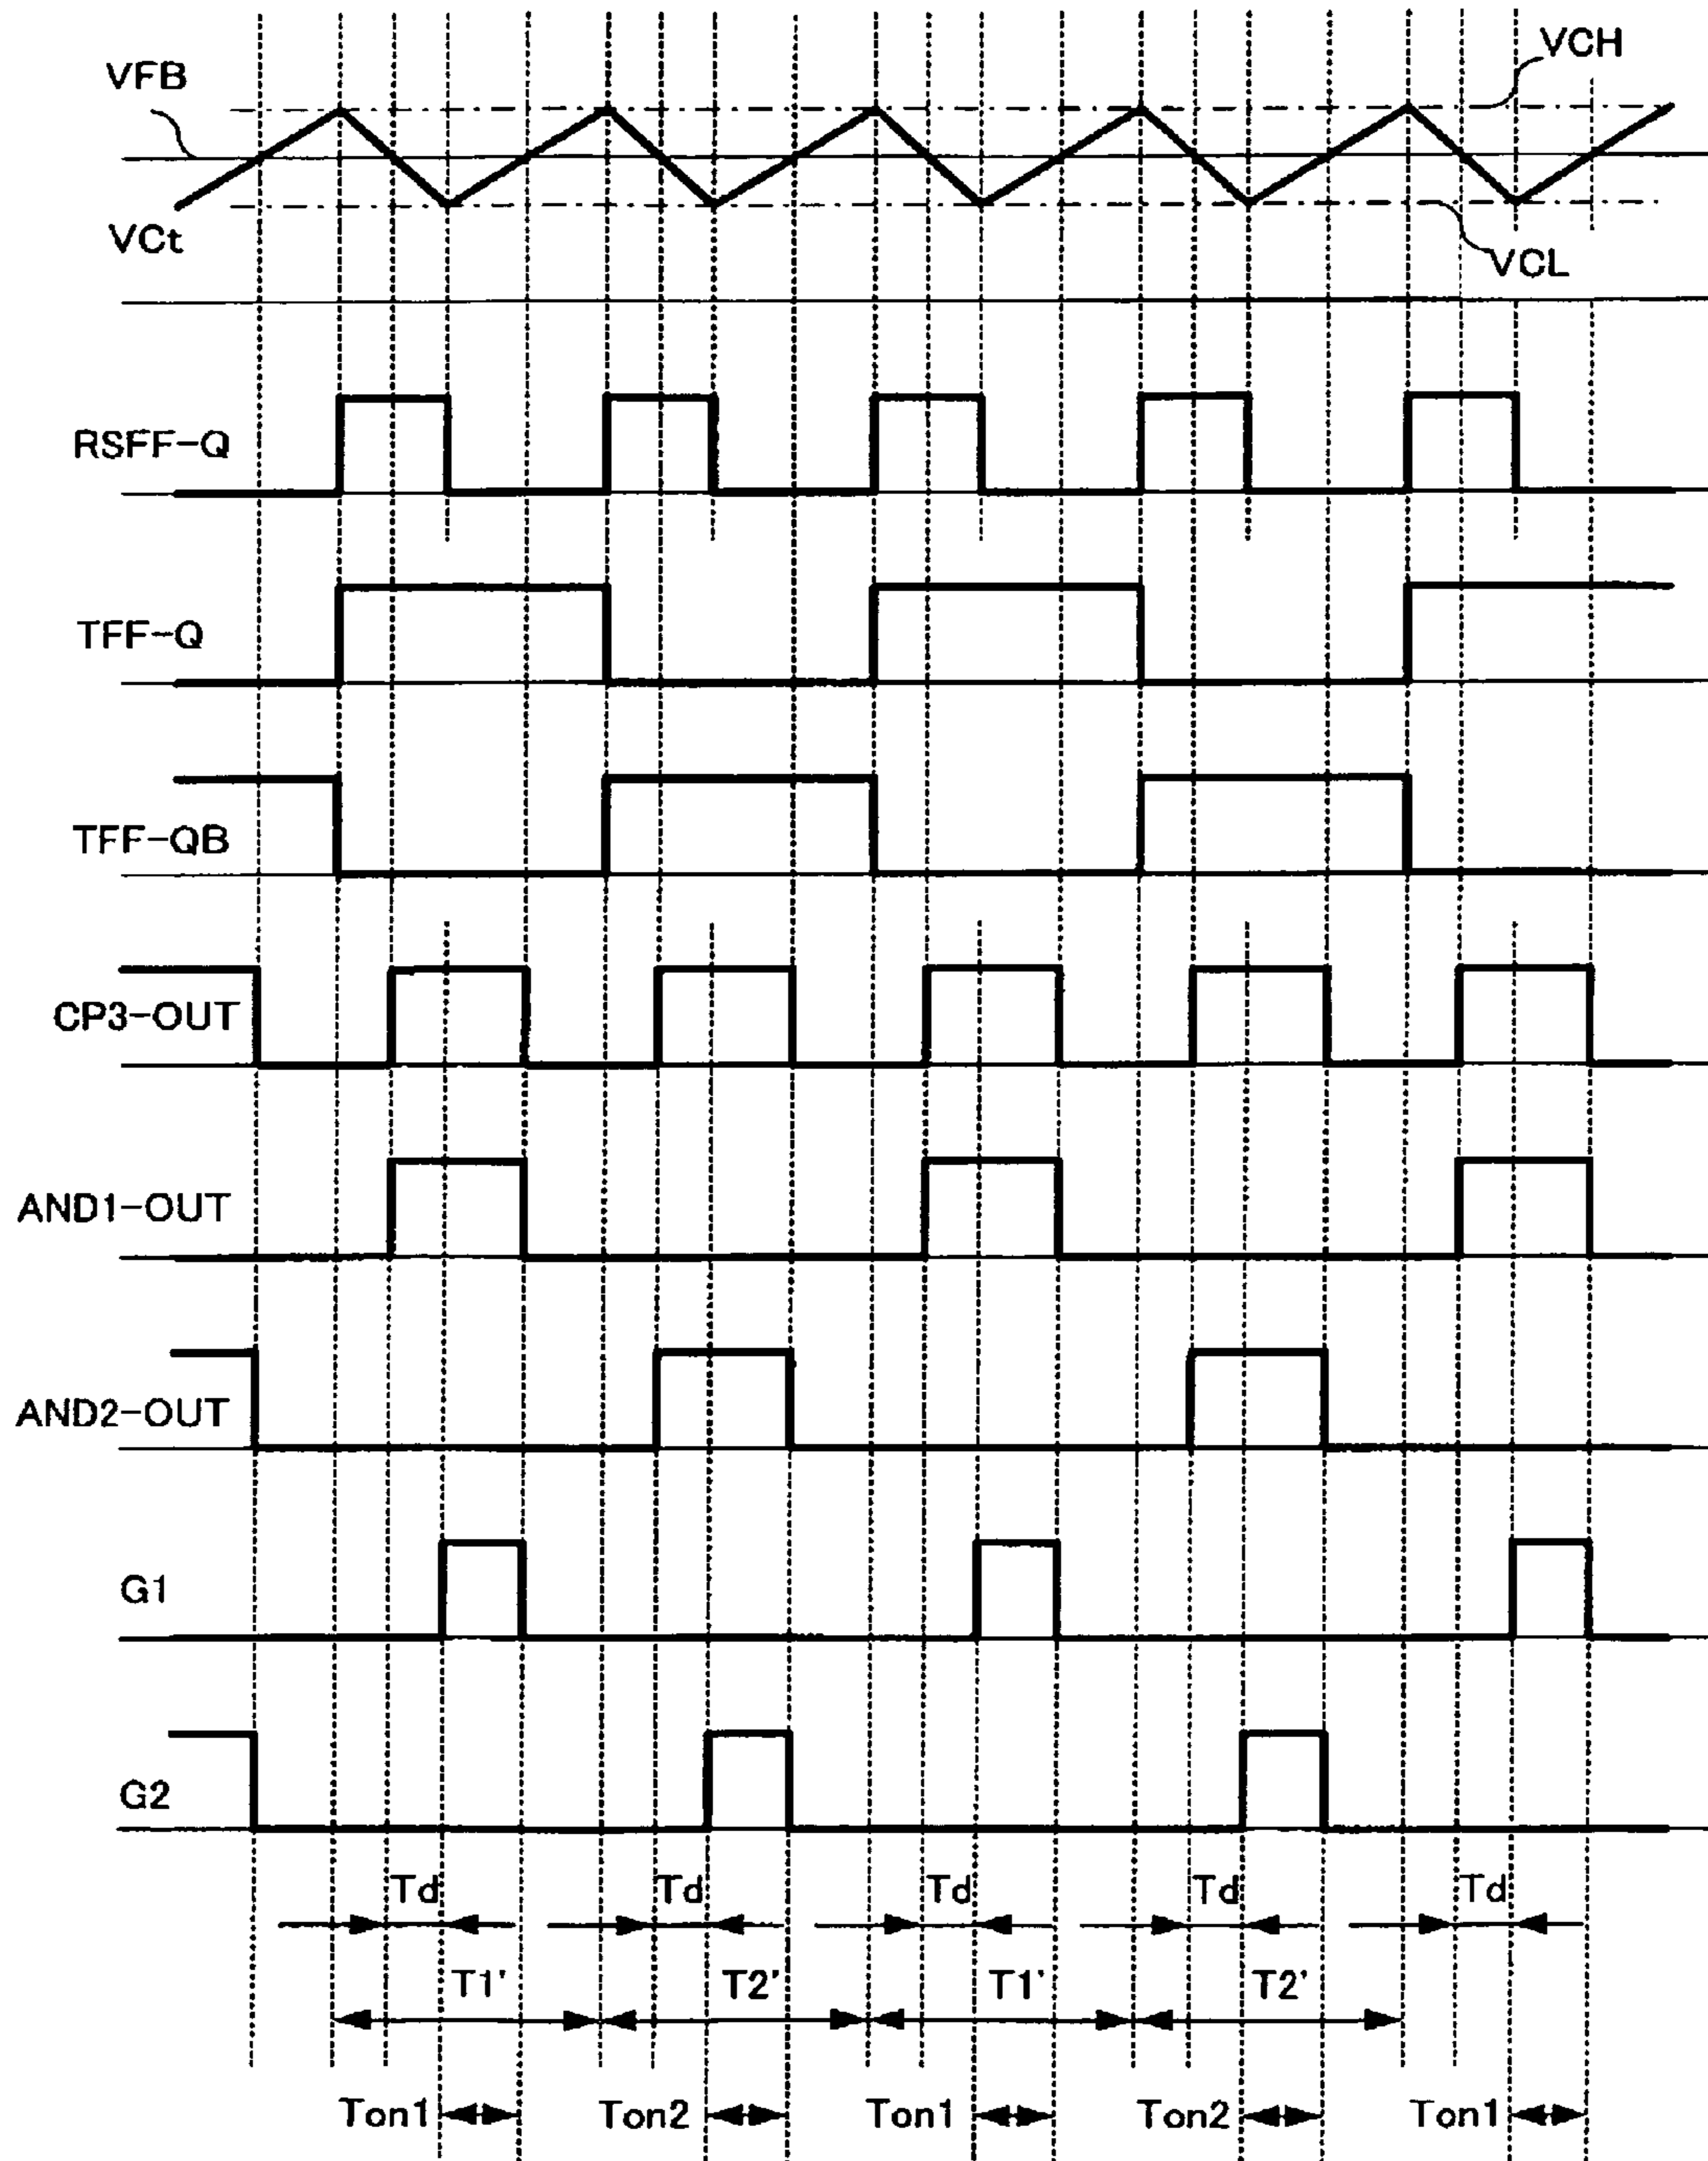 VCH
VFB
VCt
VCL
RSFF-Q
TFF-Q
TFF-QB
CP3-OUT
AND1-OUT
AND2-OUT
G1
G2
Td Td Td Td Td
T1' T2' T1' T2'
Ton1 Ton2 Ton1 Ton2 Ton1